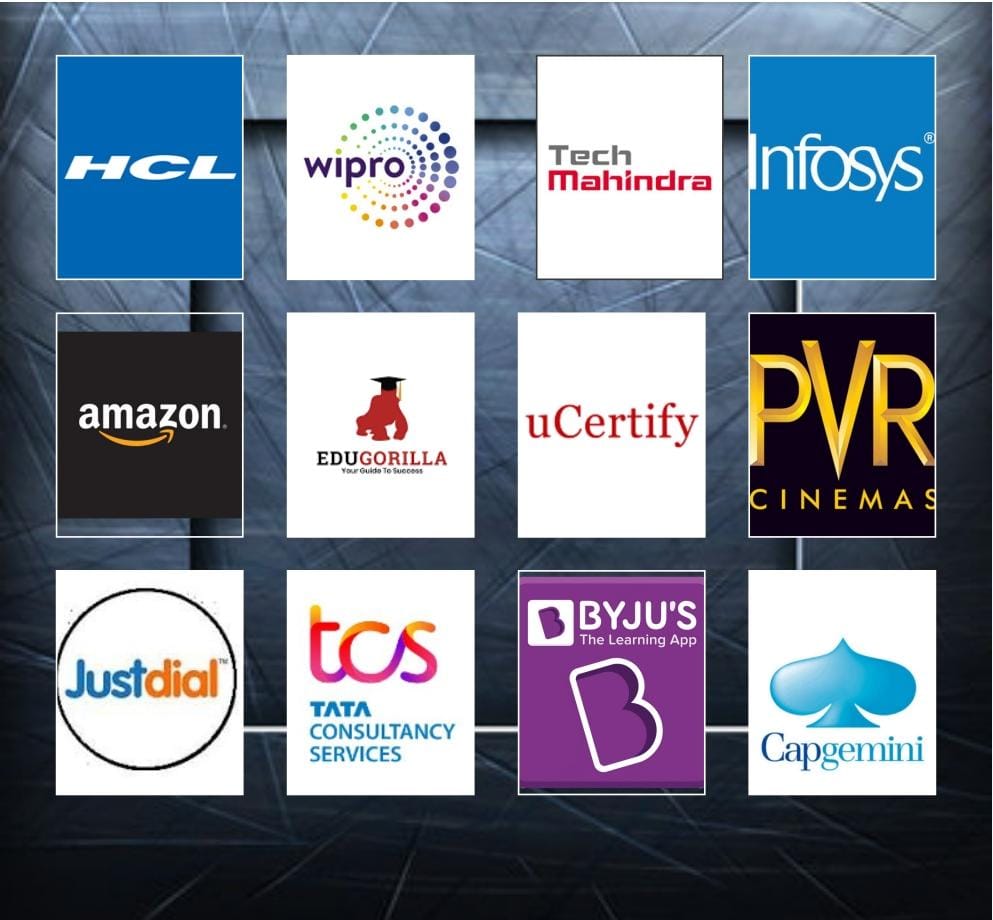 HCL
wipro
Tech
Mahindra
Infosys®
amazon
EDUGORILLA
Your Guide To Success
uCertify
PVR
CINEMAS
Justdial™
tcs
TATA
CONSULTANCY
SERVICES
B BYJU'S
The Learning App
B
Capgemini